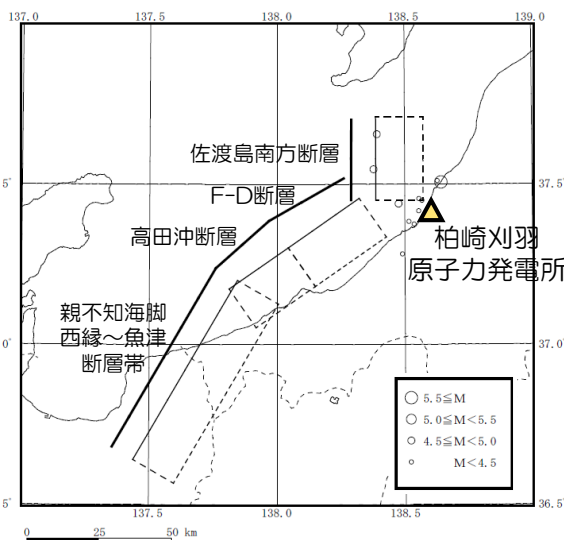 137.0
137.5
138.0
138.5
139.0
佐渡島南方断層
5°
37.5°
F-D断層
柏崎刈羽
原子力発電所
高田沖断層
親不知海脚
西縁~魚津
断層帯
0°
37.0°
5.5≦M
5.0≦M<5.5
4.5≦M<5.0
M<4.5
5°
36.5°
137.5
138.0
138.5
0 25 50 km